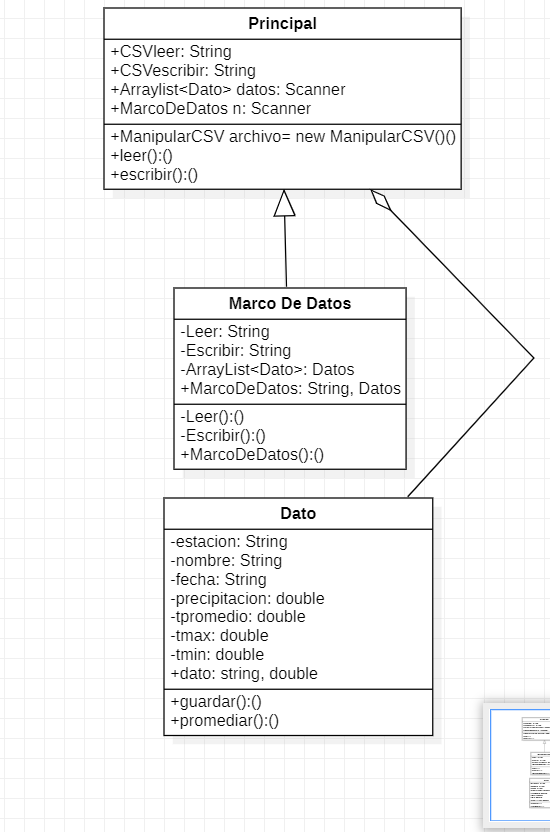 Principal
+CSVleer: String
+CSVescribir: String
+Arraylist<Dato> datos: Scanner
+MarcoDeDatos n: Scanner
+ManipularCSV archivo= new ManipularCSV()()
+leer():()
+escribir():()
Marco De Datos
-Leer: String
-Escribir: String
-ArrayList<Dato>: Datos
+MarcoDeDatos: String, Datos
-Leer():()
-Escribir():()
+MarcoDeDatos():()
Dato
-estacion: String
-nombre: String
-fecha: String
-precipitacion: double
-tpromedio: double
-tmax: double
-tmin: double
+dato: string, double
+guardar():()
+promediar():()